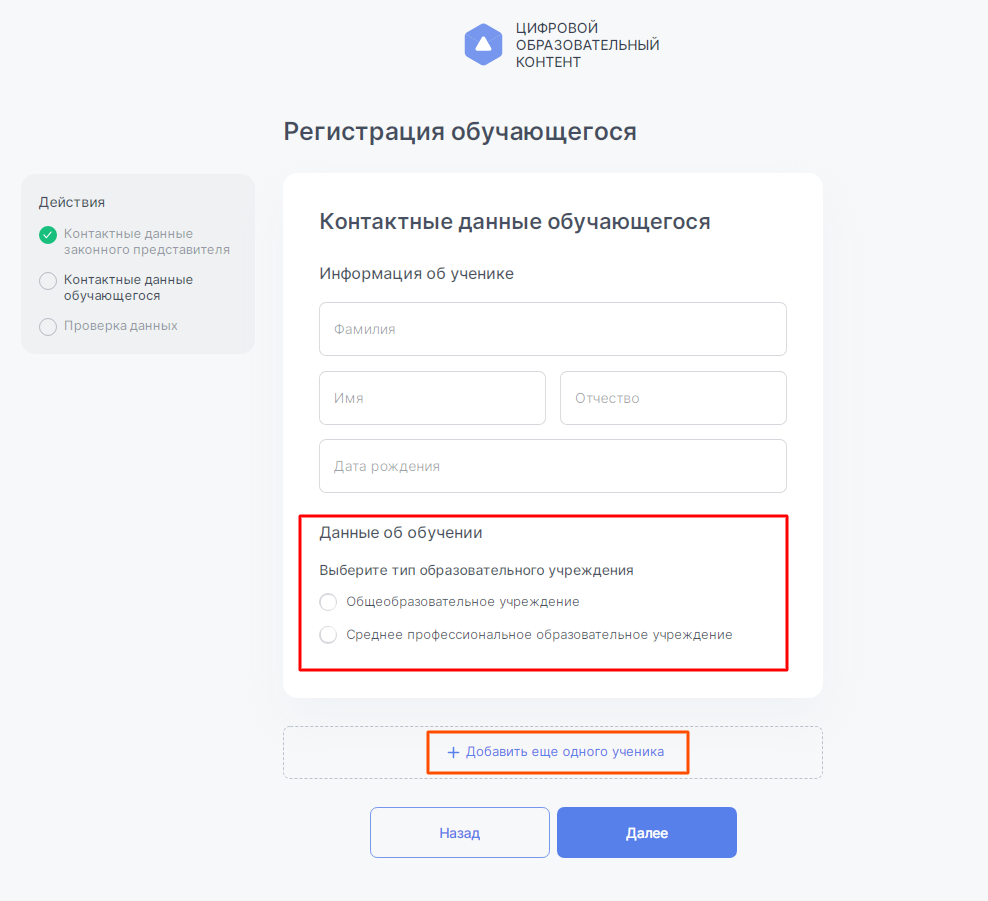 ЦИФРОВОЙ
ОБРАЗОВАТЕЛЬНЫЙ
КОНТЕНТ
Регистрация обучающегося
Действия
Контактные данные
законного представителя
Контактные данные
обучающегося
Проверка данных
Контактные данные обучающегося
Информация об ученике
Фамилия
Имя
Отчество
Дата рождения
Данные об обучении
Выберите тип образовательного учреждения
Общеобразовательное учреждение
Среднее профессиональное образовательное учреждение
+ Добавить еще одного ученика
Назад
Далее